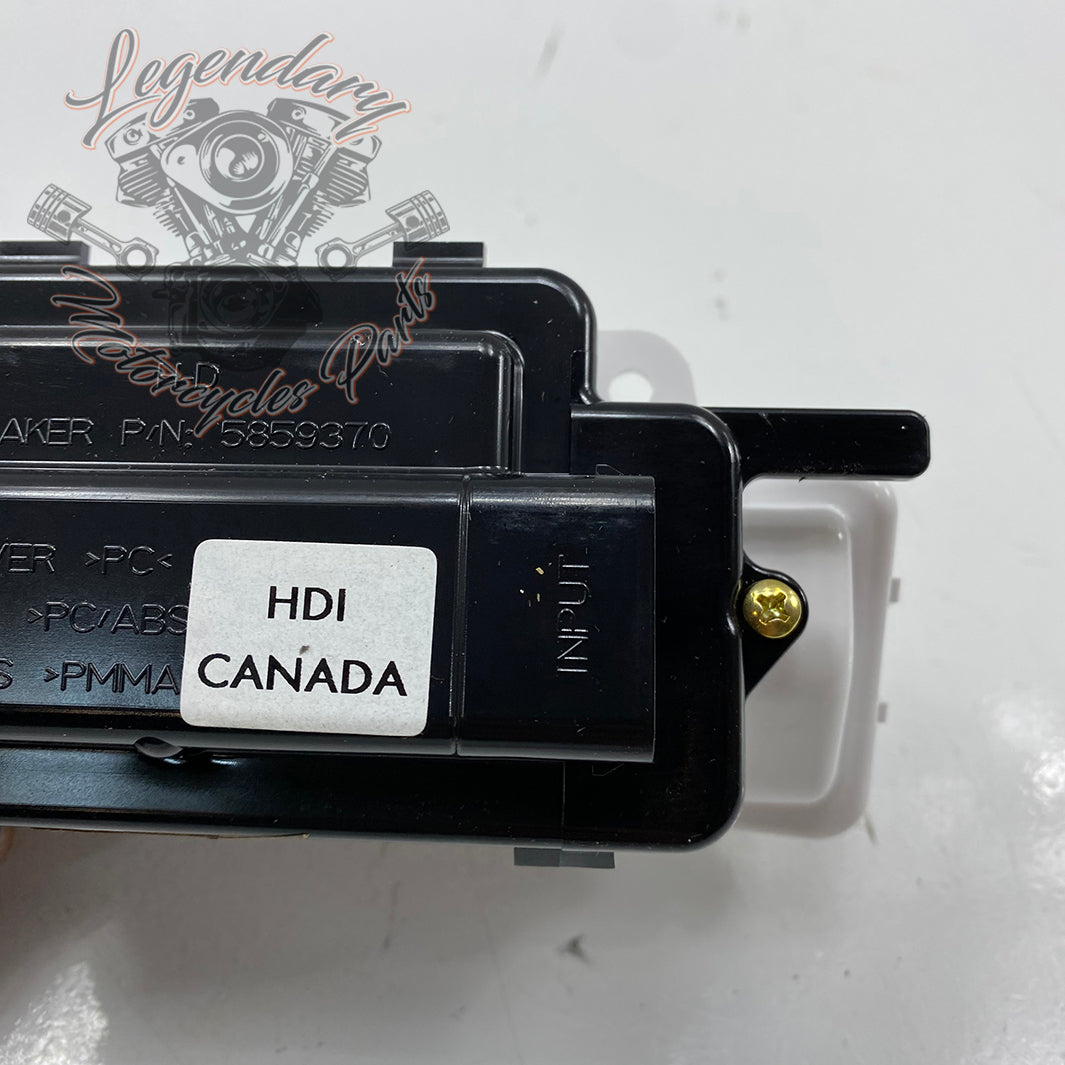 Legendary
Motorcycles Parts
AKER P/N: 5859370
VER >PC<
>PC/ABS
S >PMMA
HDI
CANADA
INPUT